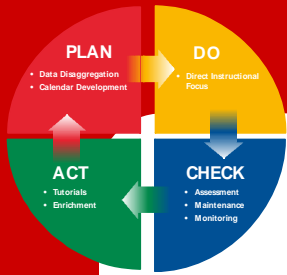 PLAN
• Data Disaggregation
• Calendar Development
DO
• Direct Instructional
Focus
ACT
• Tutorials
• Enrichment
CHECK
• Assessment
• Maintenance
• Monitoring